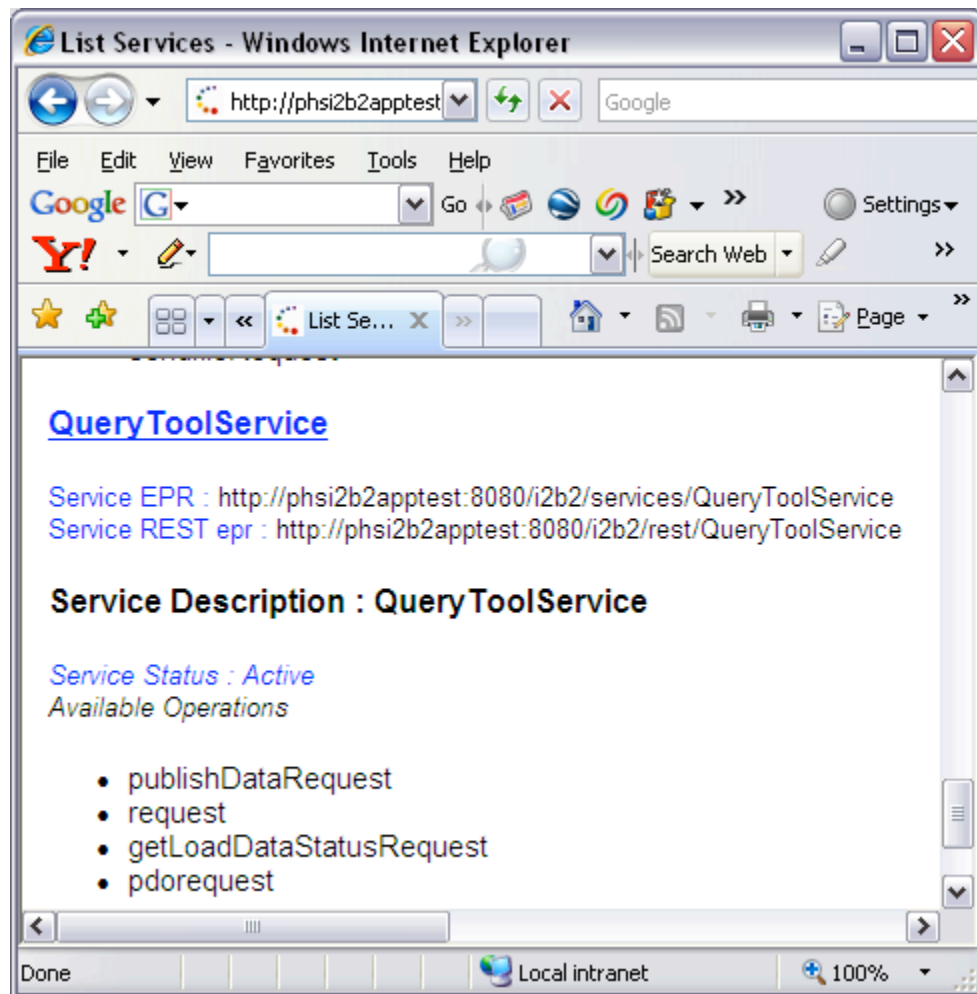 List Services - Windows Internet Explorer
http://phsi2b2apptest
Google
File Edit View Favorites Tools Help
Google G Go Settings
Y! Search Web
List Se... X Page
QueryToolService
Service EPR : http://phsi2b2apptest:8080/i2b2/services/QueryToolService
Service REST epr : http://phsi2b2apptest:8080/i2b2/rest/QueryToolService
Service Description : QueryToolService
Service Status : Active
Available Operations
• publishDataRequest
• request
• getLoadDataStatusRequest
• pdorequest
Done Local intranet 100%